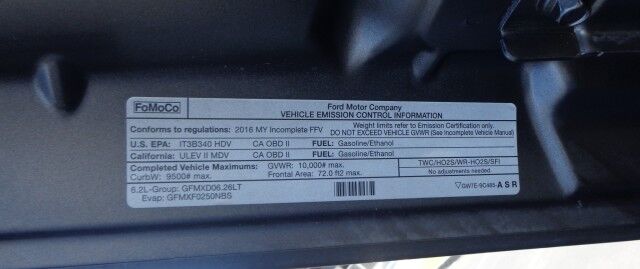 FoMoCo
Ford Motor Company
VEHICLE EMISSION CONTROL INFORMATION
Conforms to regulations: 2016 MY Incomplete FFV
Weight limits refer to Emission Certification only.
DO NOT EXCEED VEHICLE GVWR (See Incomplete Vehicle Manual)
U.S. EPA: IT3B340 HDV CA OBD II FUEL: Gasoline/Ethanol
California: ULEV II MDV CA OBD II FUEL: Gasoline/Ethanol
Completed Vehicle Maximums: GVWR: 10,000# max.
CurbW: 9500# max. Frontal Area: 72.0 ft2 max.
TWC/HO2S/WR-HO2S/SFI
No adjustments needed.
6.2L-Group: GFMXD06.26LT
Evap: GFMXF0250NBS
GW7E-9C485-ASR